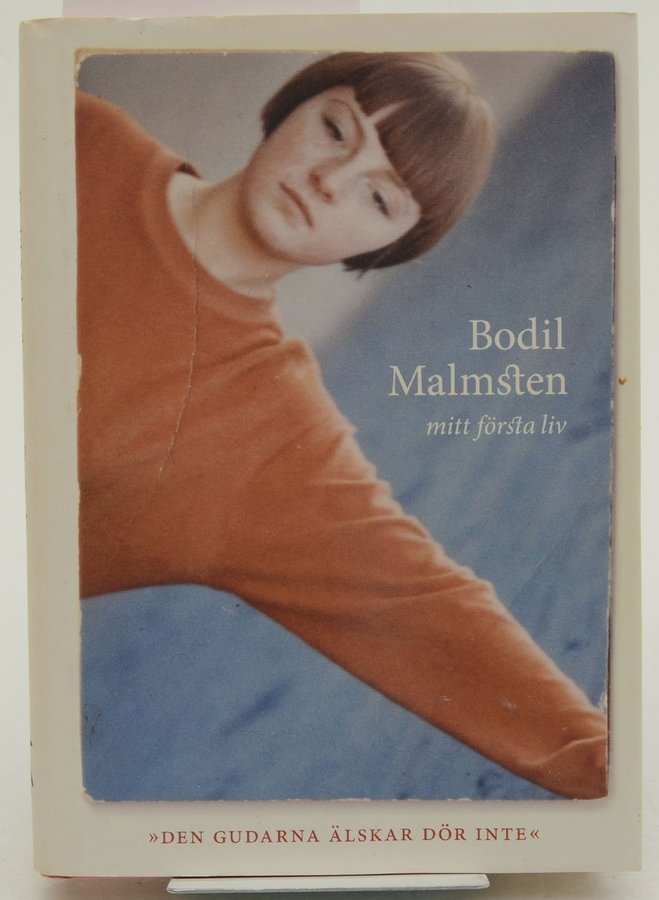 Bodil
Malmsten
mitt första liv
»DEN GUDARNA ÄLSKAR DÖR INTE«